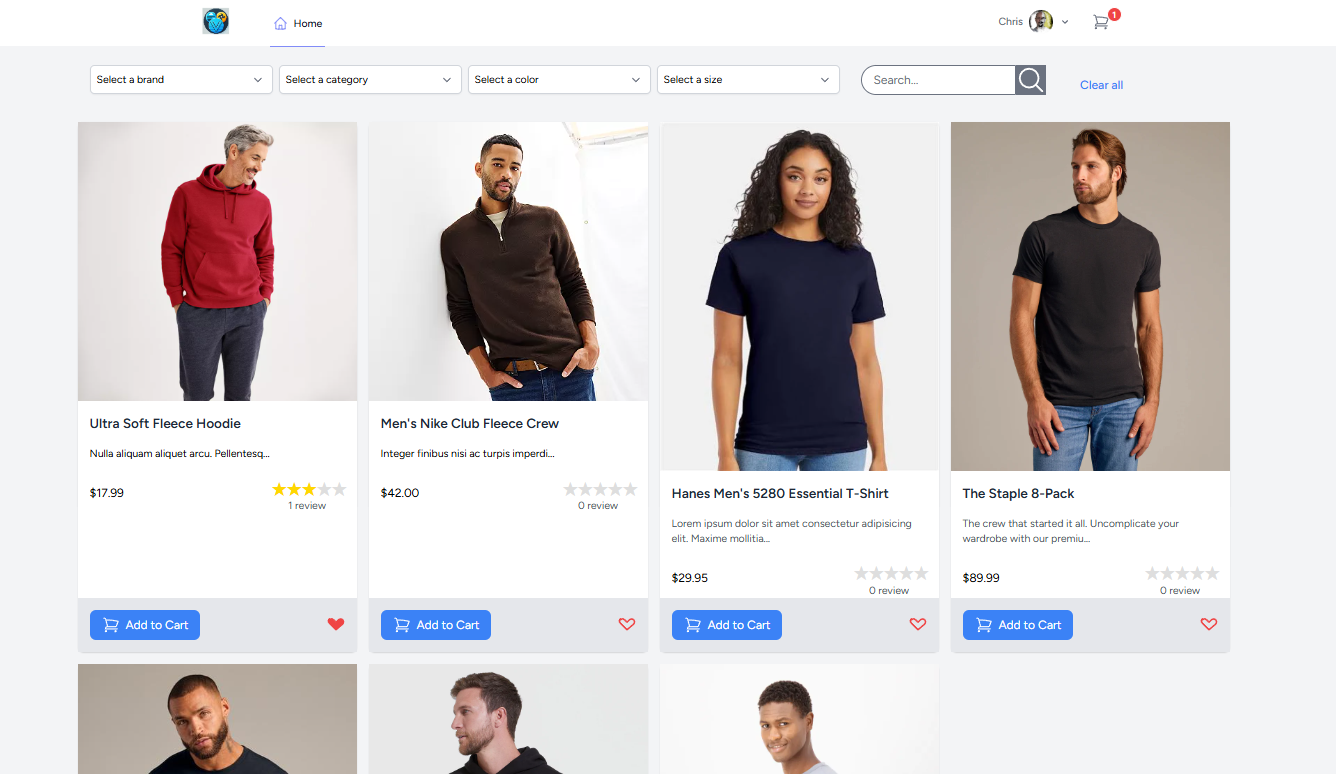 Home
Chris
1
Select a brand
Select a category
Select a color
Select a size
Search...
Clear all
Ultra Soft Fleece Hoodie
Nulla aliquam aliquet arcu. Pellentesq...
$17.99
1 review
Add to Cart
Men's Nike Club Fleece Crew
Integer finibus nisi ac turpis imperdi...
$42.00
0 review
Add to Cart
Hanes Men's 5280 Essential T-Shirt
Lorem ipsum dolor sit amet consectetur adipisicing
elit. Maxime mollitia...
$29.95
0 review
Add to Cart
The Staple 8-Pack
The crew that started it all. Uncomplicate your
wardrobe with our premiu...
$89.99
0 review
Add to Cart